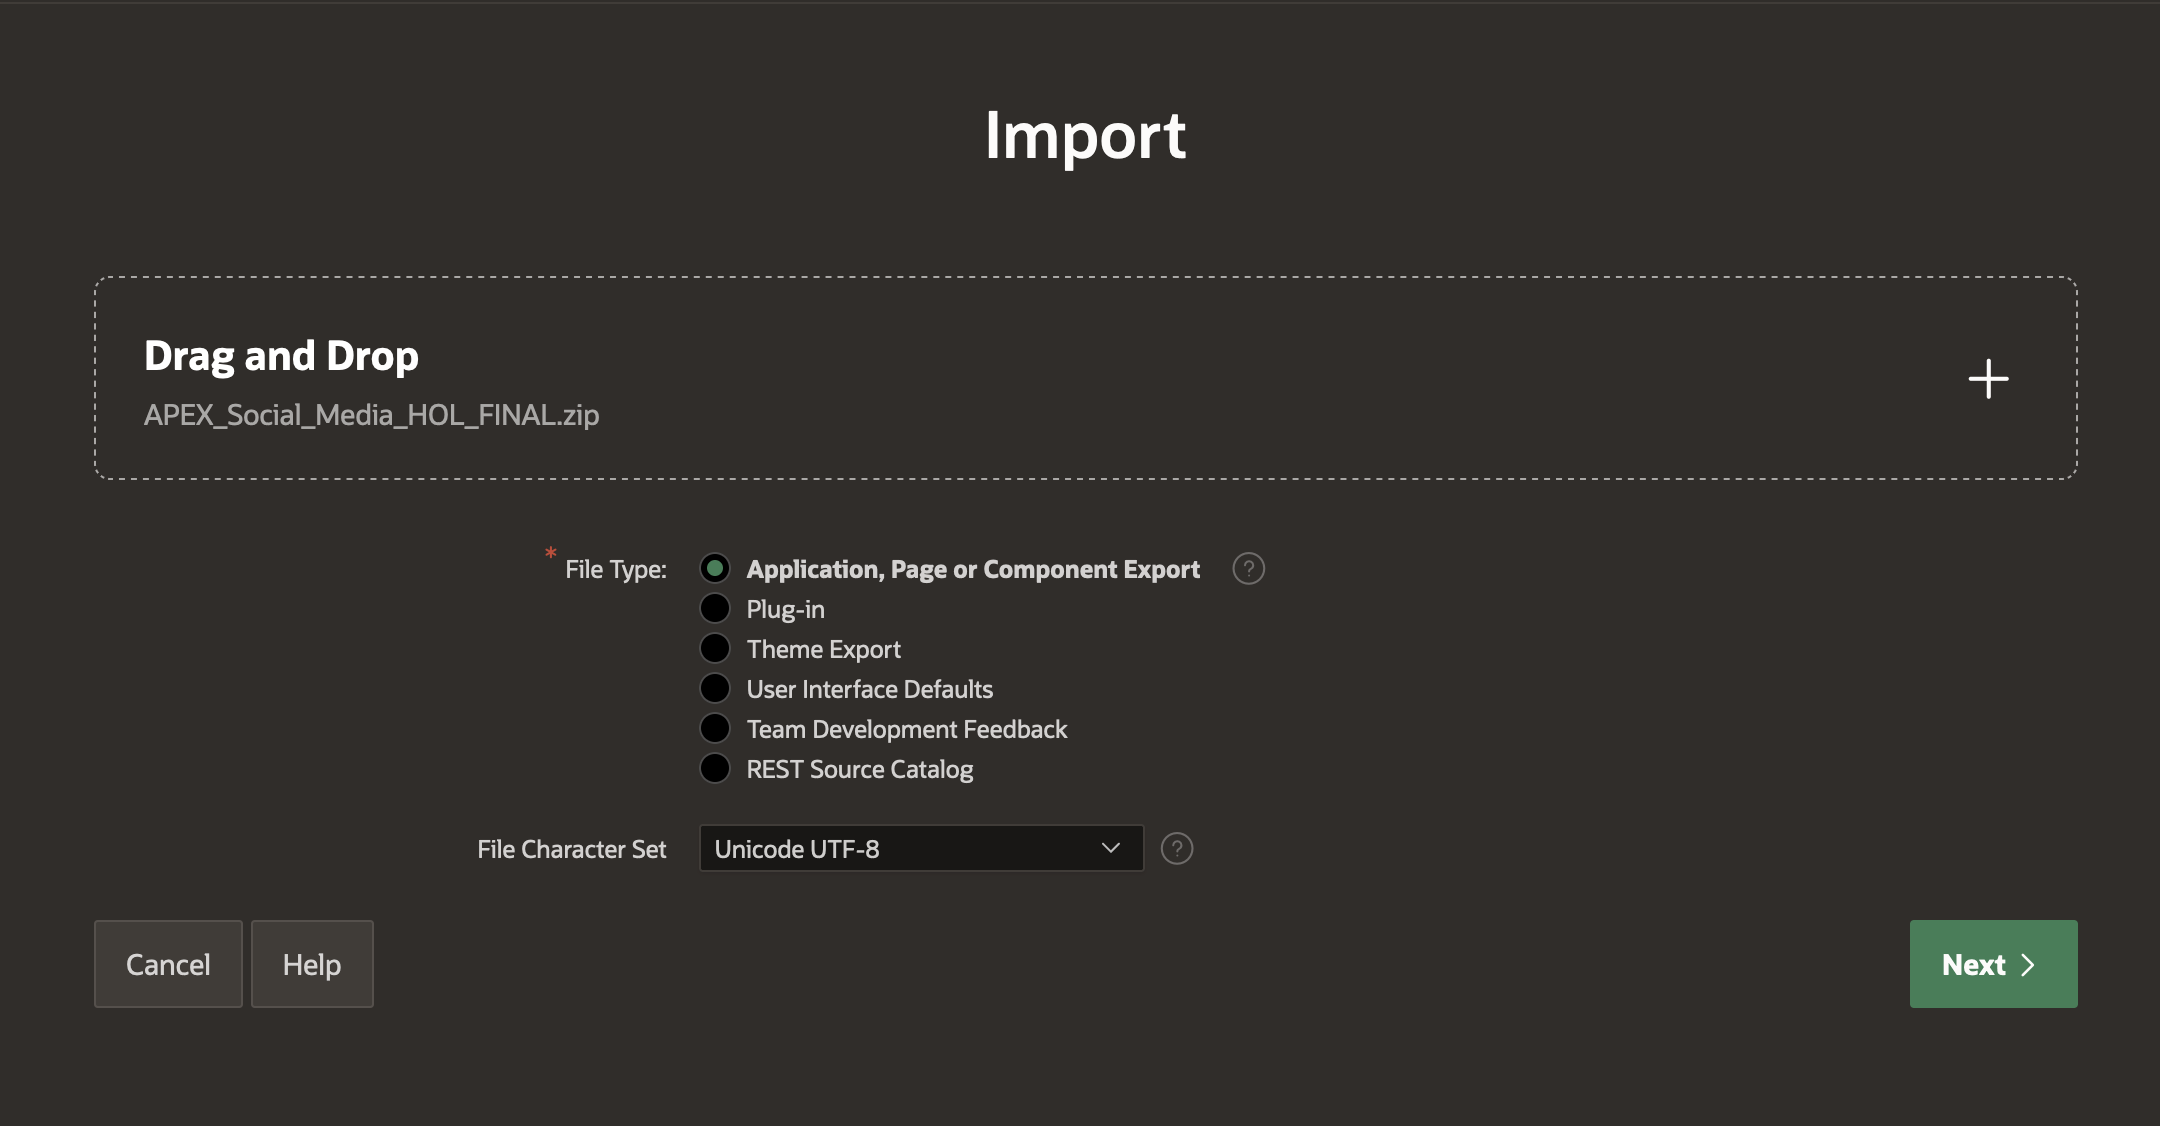 Import
Drag and Drop
APEX_Social_Media_HOL_FINAL.zip
* File Type: Application, Page or Component Export ?
Plug-in
Theme Export
User Interface Defaults
Team Development Feedback
REST Source Catalog
File Character Set Unicode UTF-8 ?
Cancel Help Next